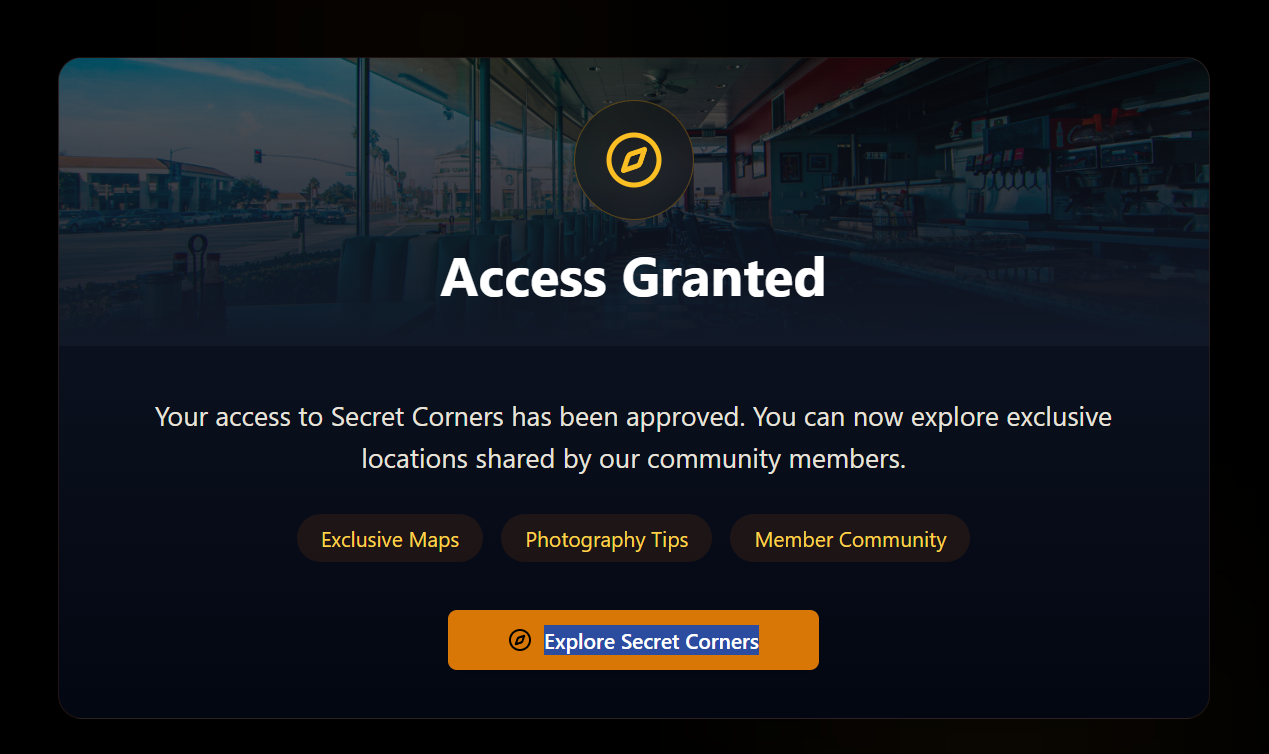 Access Granted
Your access to Secret Corners has been approved. You can now explore exclusive
locations shared by our community members.
Exclusive Maps
Photography Tips
Member Community
Explore Secret Corners